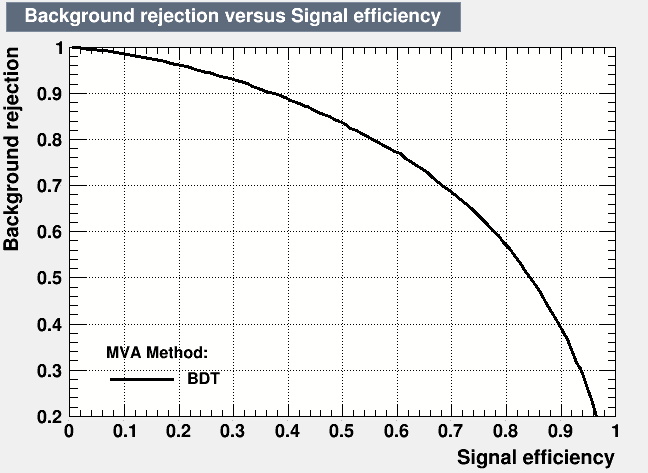 Background rejection versus Signal efficiency
Background rejection
1
0.9
0.8
0.7
0.6
0.5
0.4
0.3
0.2
MVA Method:
BDT
0 0.1 0.2 0.3 0.4 0.5 0.6 0.7 0.8 0.9 1
Signal efficiency